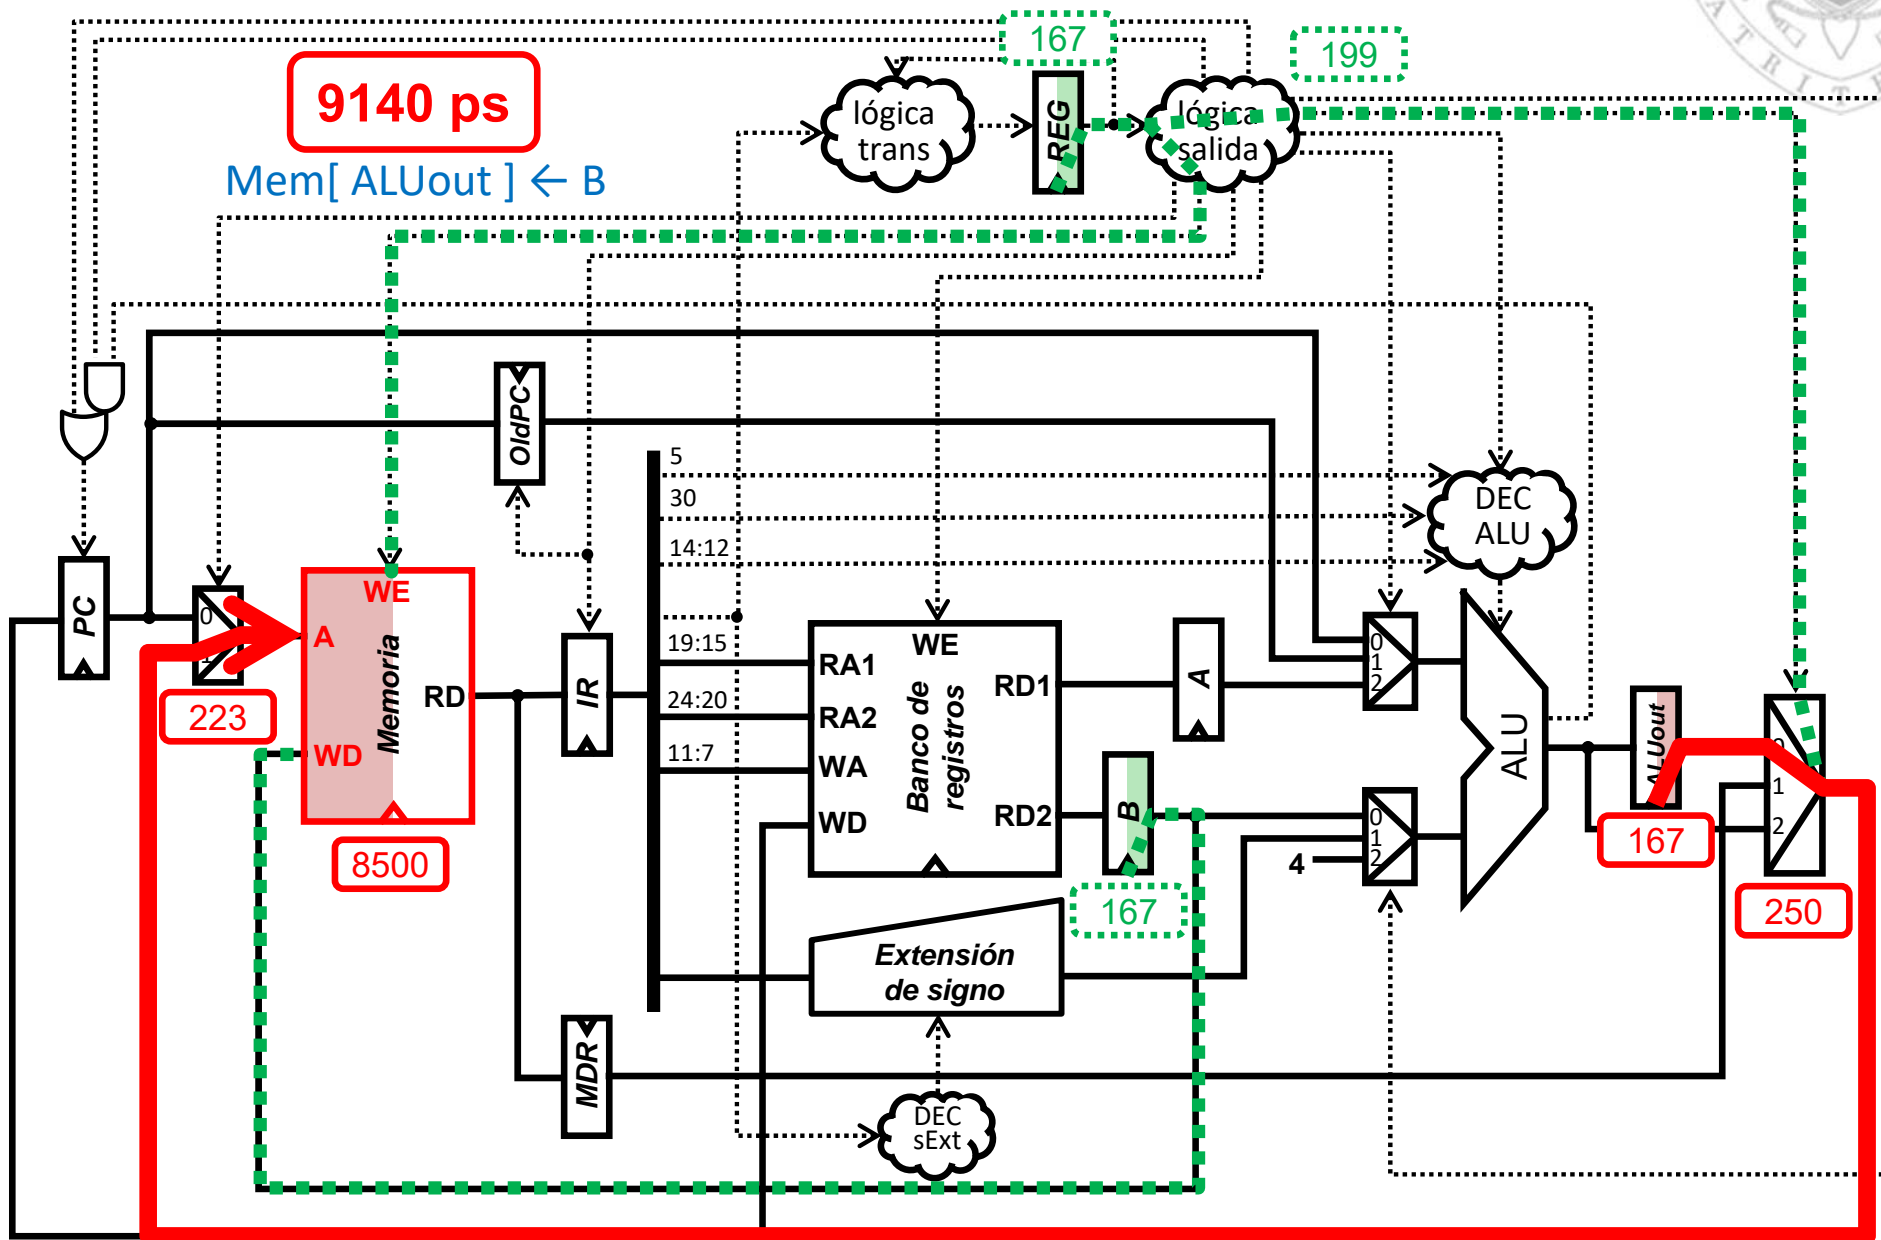 167
199
9140 ps
Mem[ ALUout ] ← B
lógica
trans
REG
lógica
salida
A T R I T
OldPC
5
30
14:12
19:15
24:20
11:7
DEC
ALU
PC
0
1
223
WE
A
Memoria
RD
WD
8500
IR
WE
RA1
RA2
WA
WD
Banco de
registros
RD1
RD2
A
B
167
0
1
2
0
1
2
4
ALU
ALUout
167
0
1
2
250
Extensión
de signo
MDR
DEC
sExt